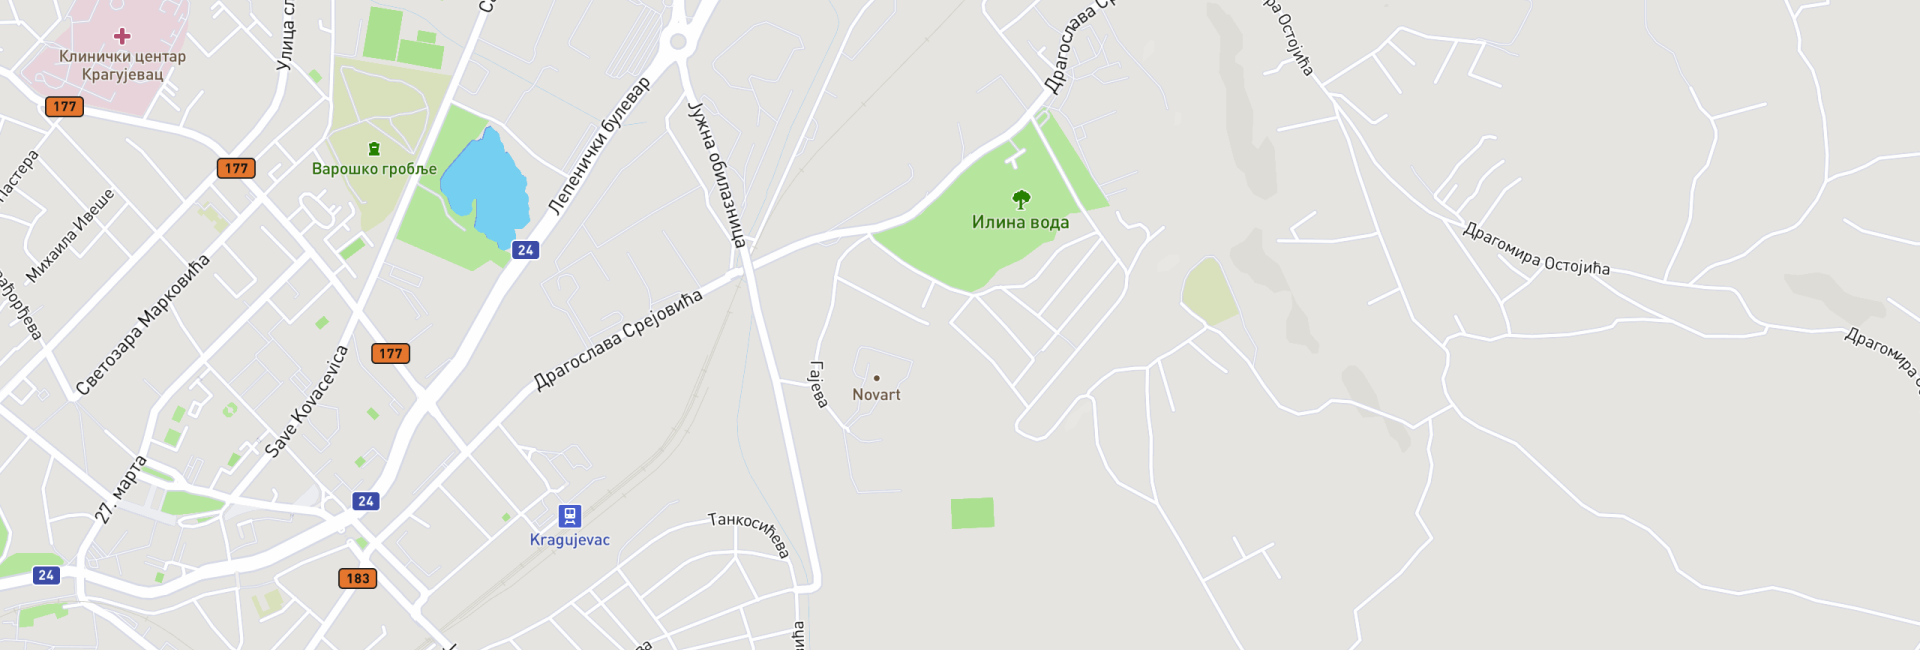 Клинички центар
Крагујевац
177
Улица
Драгослава
Остојића
Јужна обилазница
Лепенички булевар
177
Варошко гробље
Пастера
Михаила Ивеше
24
Илина вода
Драгомира Остојића
Светозара Марковића
Драгослава Срејовића
177
Save Kovacevica
Гајева
Novart
Драгомира
27. марта
24
Kragujevac
Танкосићева
24
183